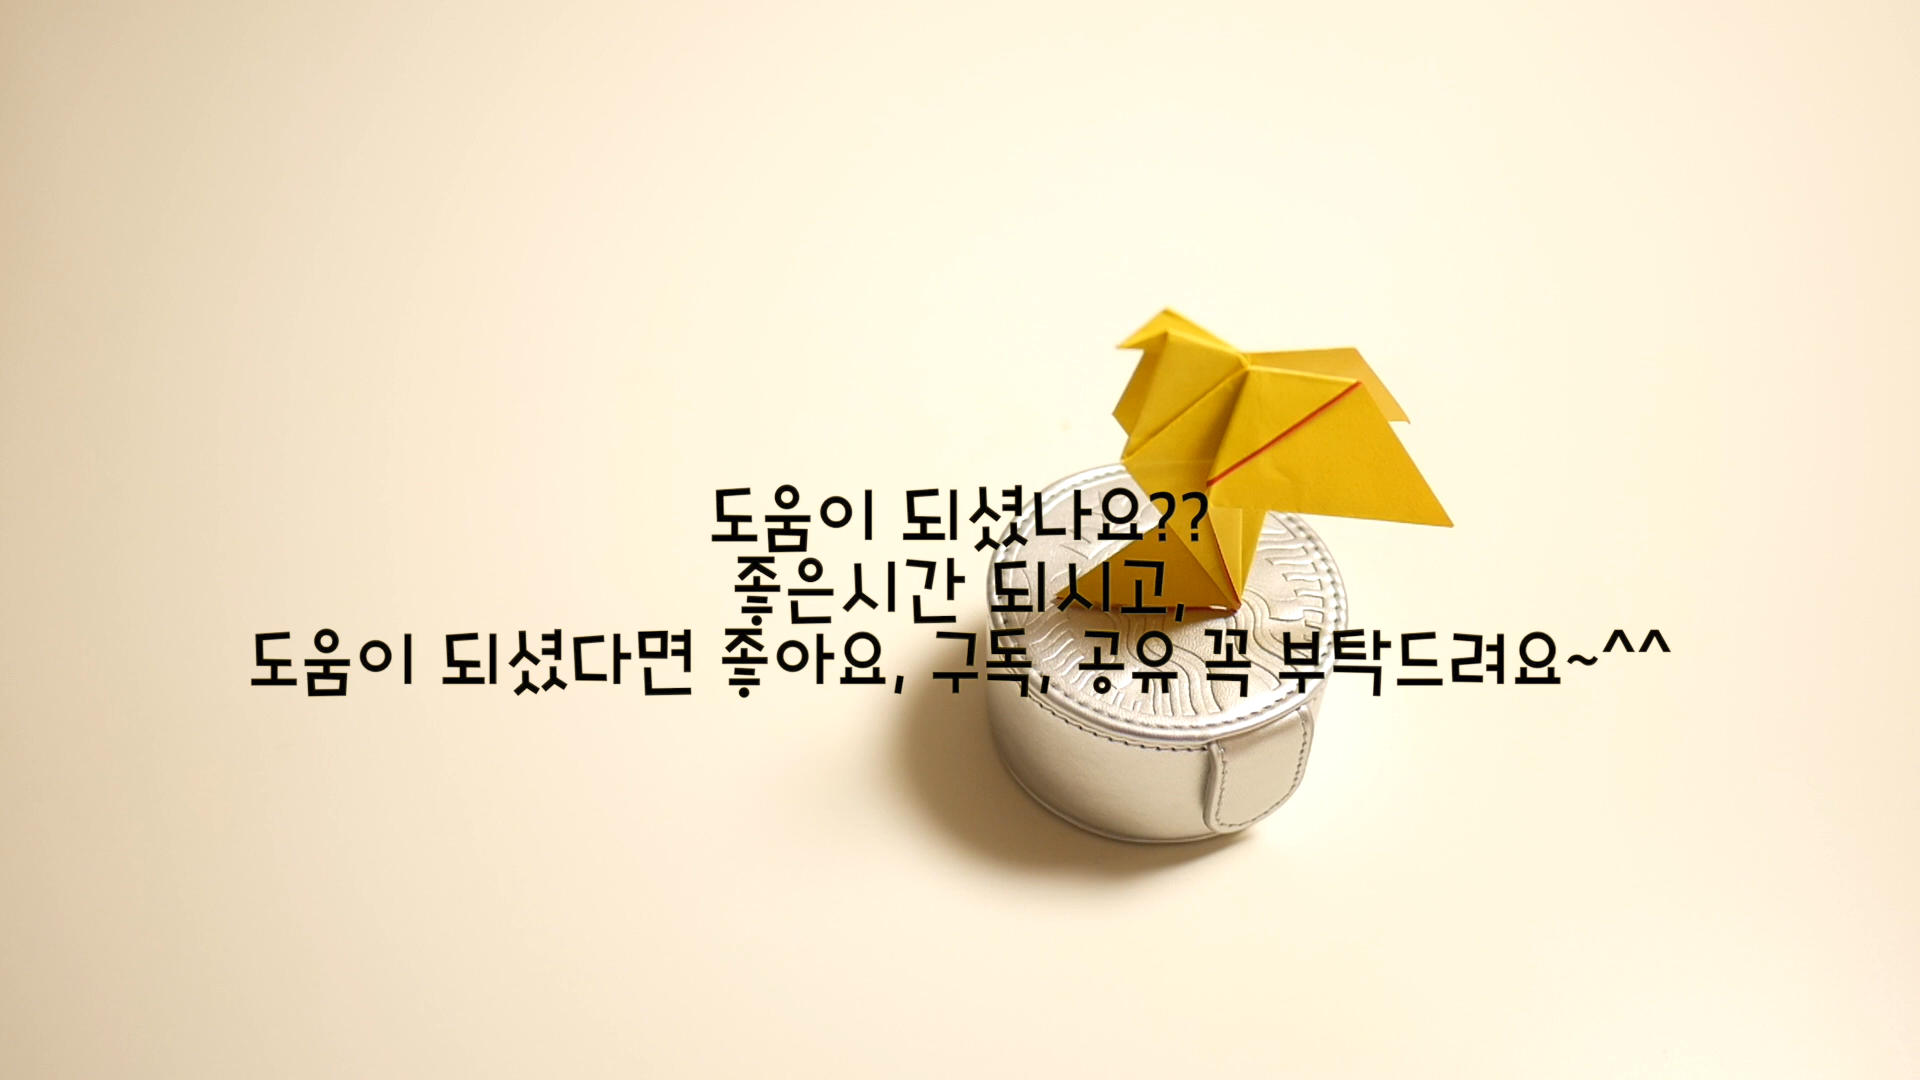 도움이 되셨나요??
좋은시간 되시고,
도움이 되셨다면 좋아요, 구독, 공유 꼭 부탁드려요~^^